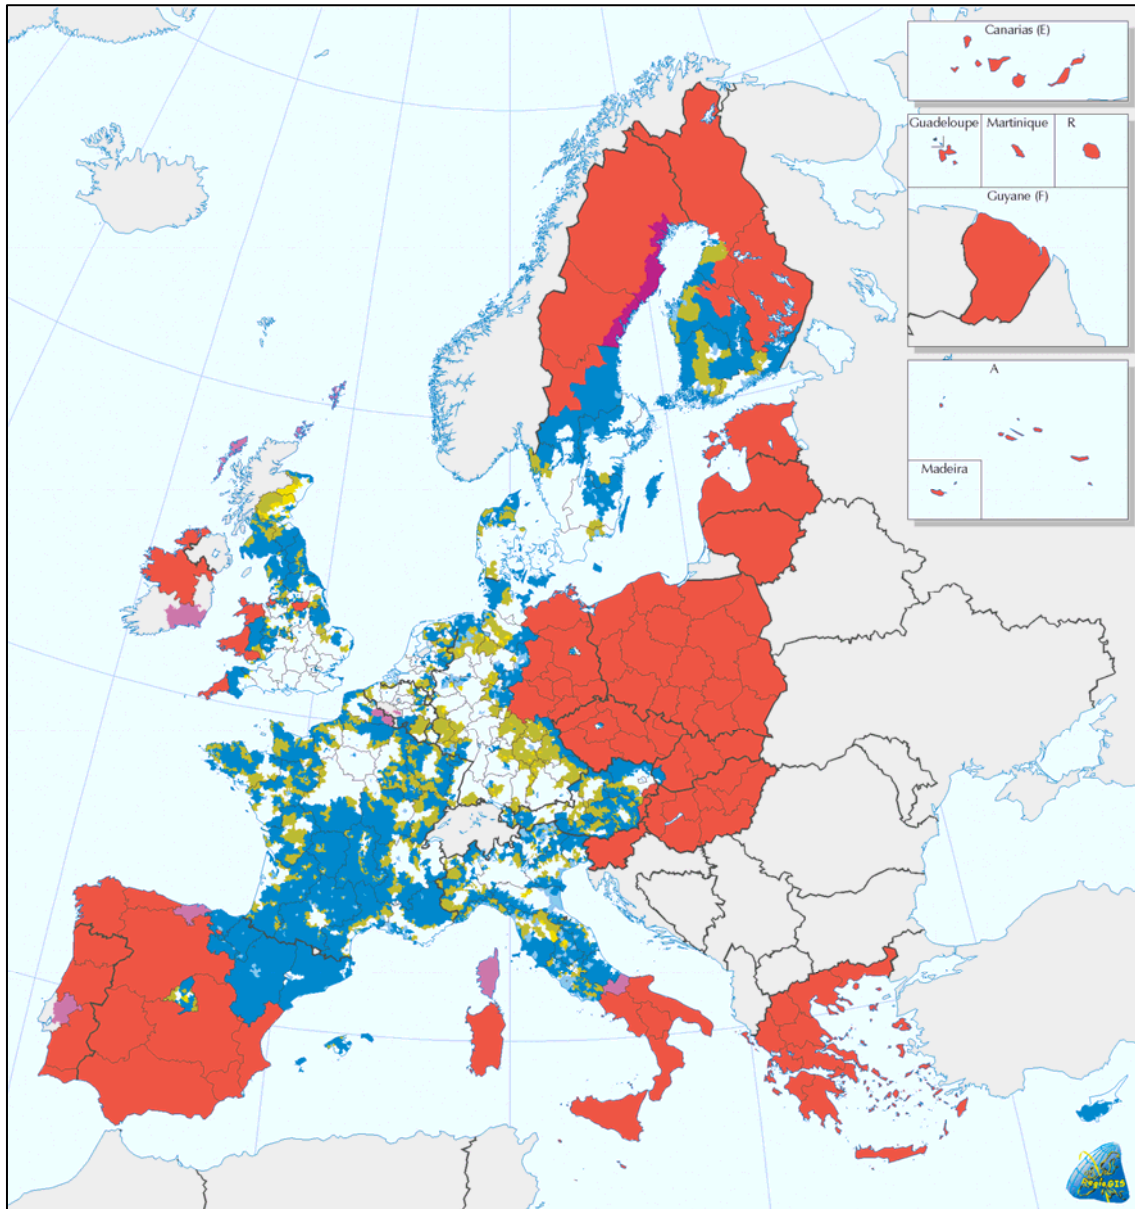 Canarias (E)
Guadeloupe
Martinique
R
Guyane (F)
A
Madeira
RegioGIS